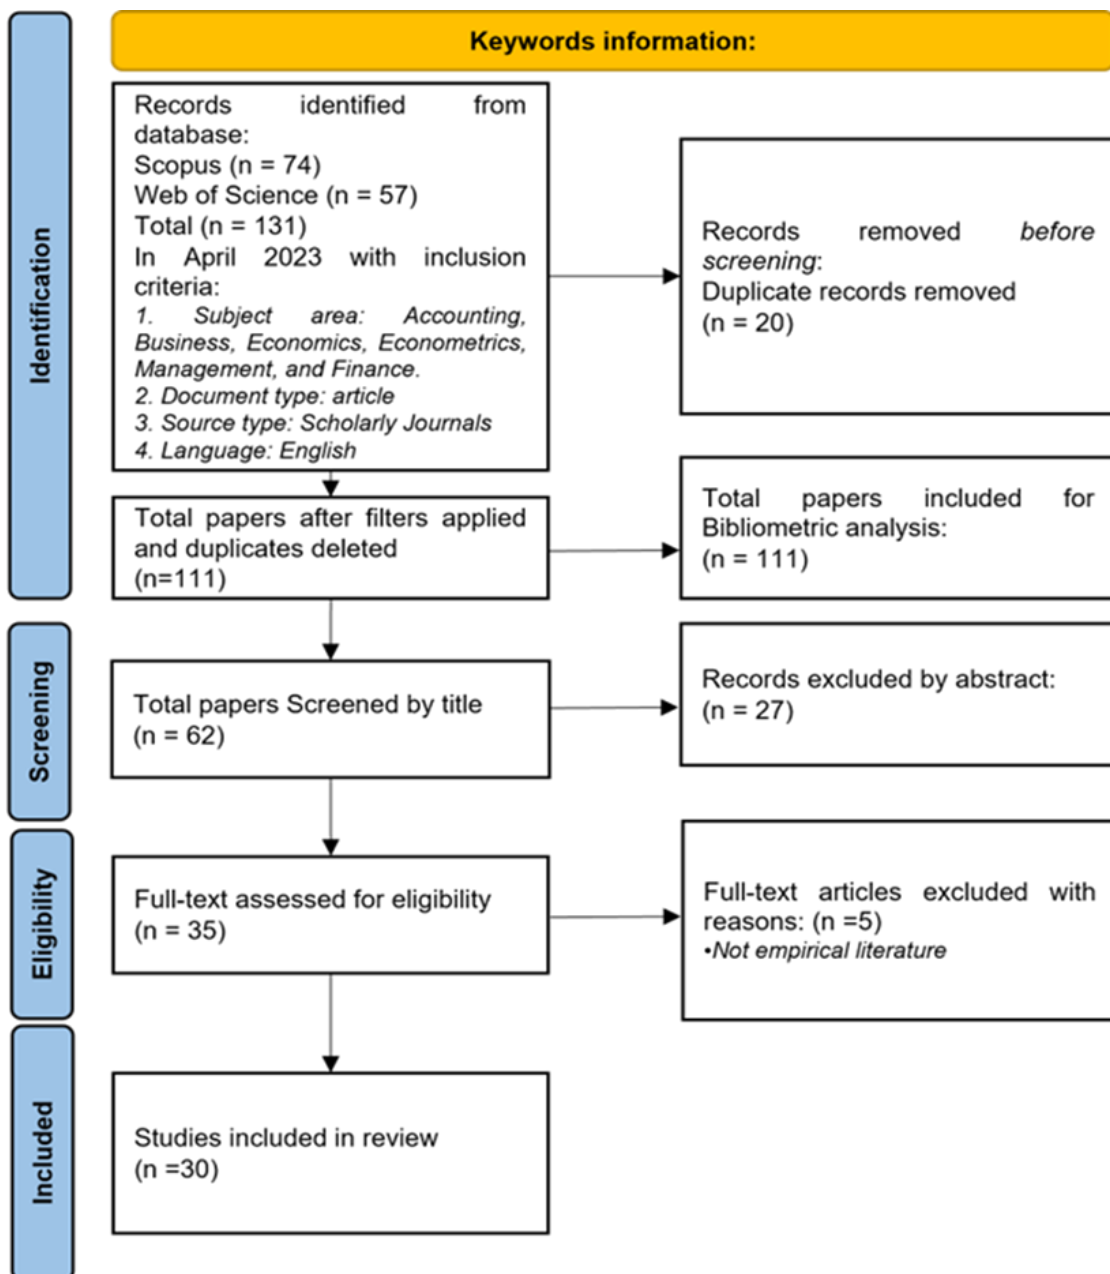 Keywords information:
Identification
Records identified from
database:
Scopus (n = 74)
Web of Science (n = 57)
Total (n = 131)
In April 2023 with inclusion
criteria:
1. Subject area: Accounting,
Business, Economics, Econometrics,
Management, and Finance.
2. Document type: article
3. Source type: Scholarly Journals
4. Language: English
Records removed before
screening:
Duplicate records removed
(n = 20)
Total papers after filters applied
and duplicates deleted
(n=111)
Total papers included for
Bibliometric analysis:
(n = 111)
Screening
Total papers Screened by title
(n = 62)
Records excluded by abstract:
(n = 27)
Eligibility
Full-text assessed for eligibility
(n = 35)
Full-text articles excluded with
reasons: (n =5)
•Not empirical literature
Included
Studies included in review
(n =30)